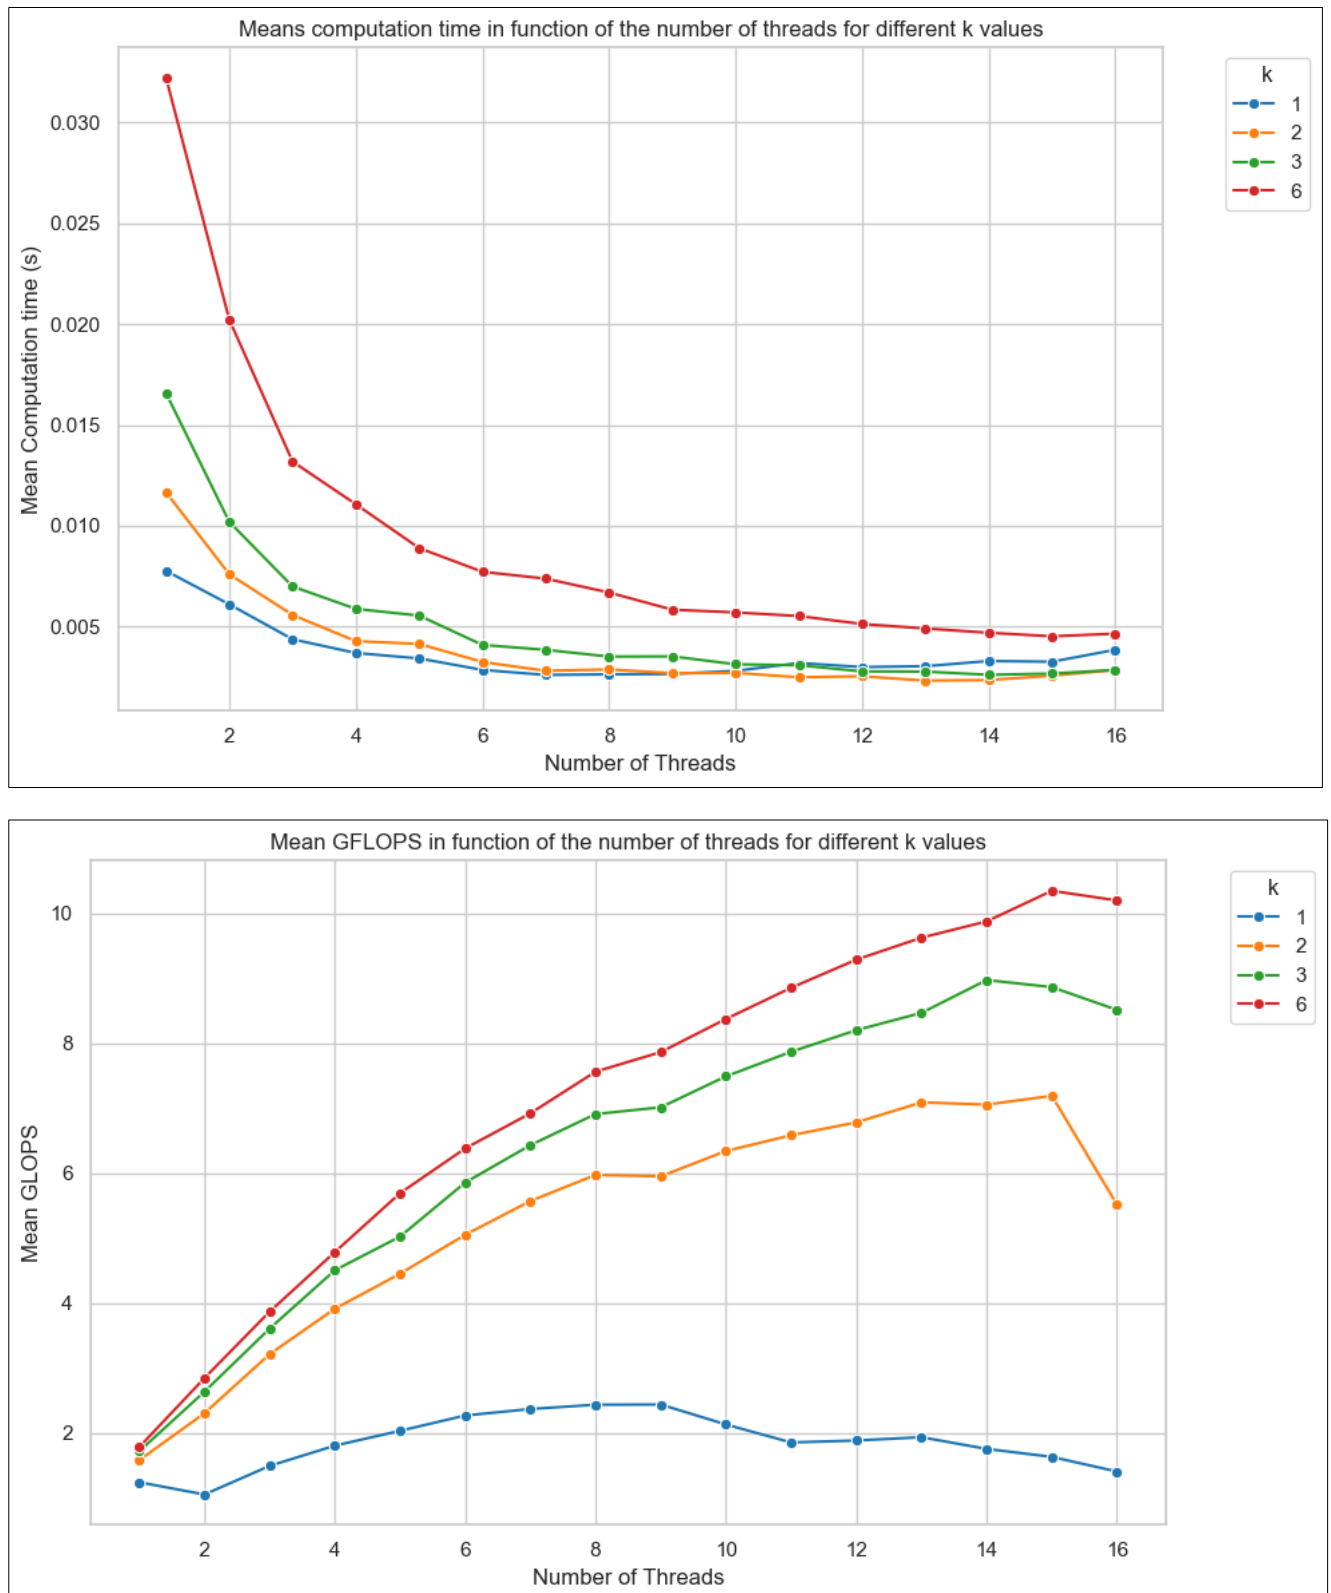 Means computation time in function of the number of threads for different k values
k
1
2
3
6
0.030
0.025
0.020
0.015
0.010
0.005
Mean Computation time (s)
2 4 6 8 10 12 14 16
Number of Threads
Mean GFLOPS in function of the number of threads for different k values
k
1
2
3
6
10
8
6
4
2
Mean GLOPS
2 4 6 8 10 12 14 16
Number of Threads